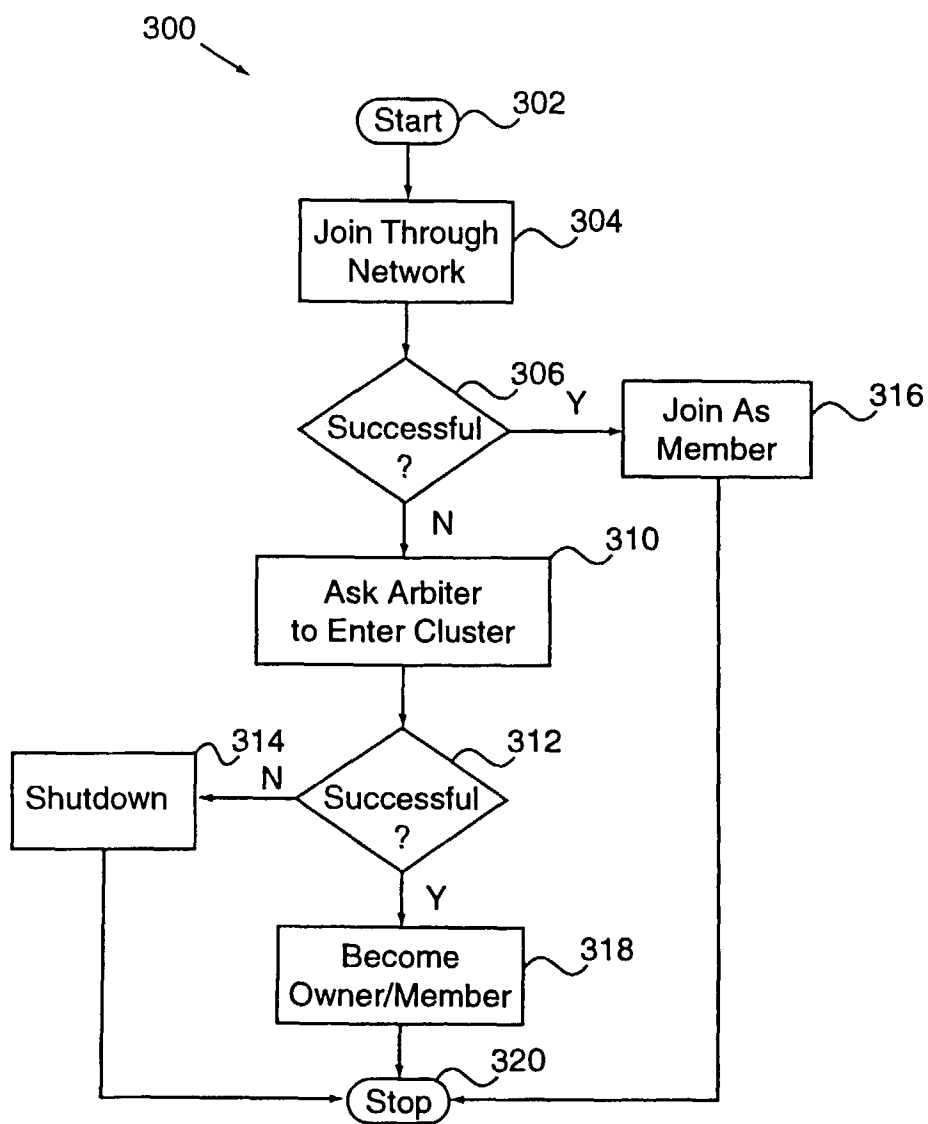 300
Start
302
Join Through
Network
304
306
Successful
?
Y
Join As
Member
316
N
310
Ask Arbiter
to Enter Cluster
314
Shutdown
N
312
Successful
?
Y
Become
Owner/Member
318
320
Stop